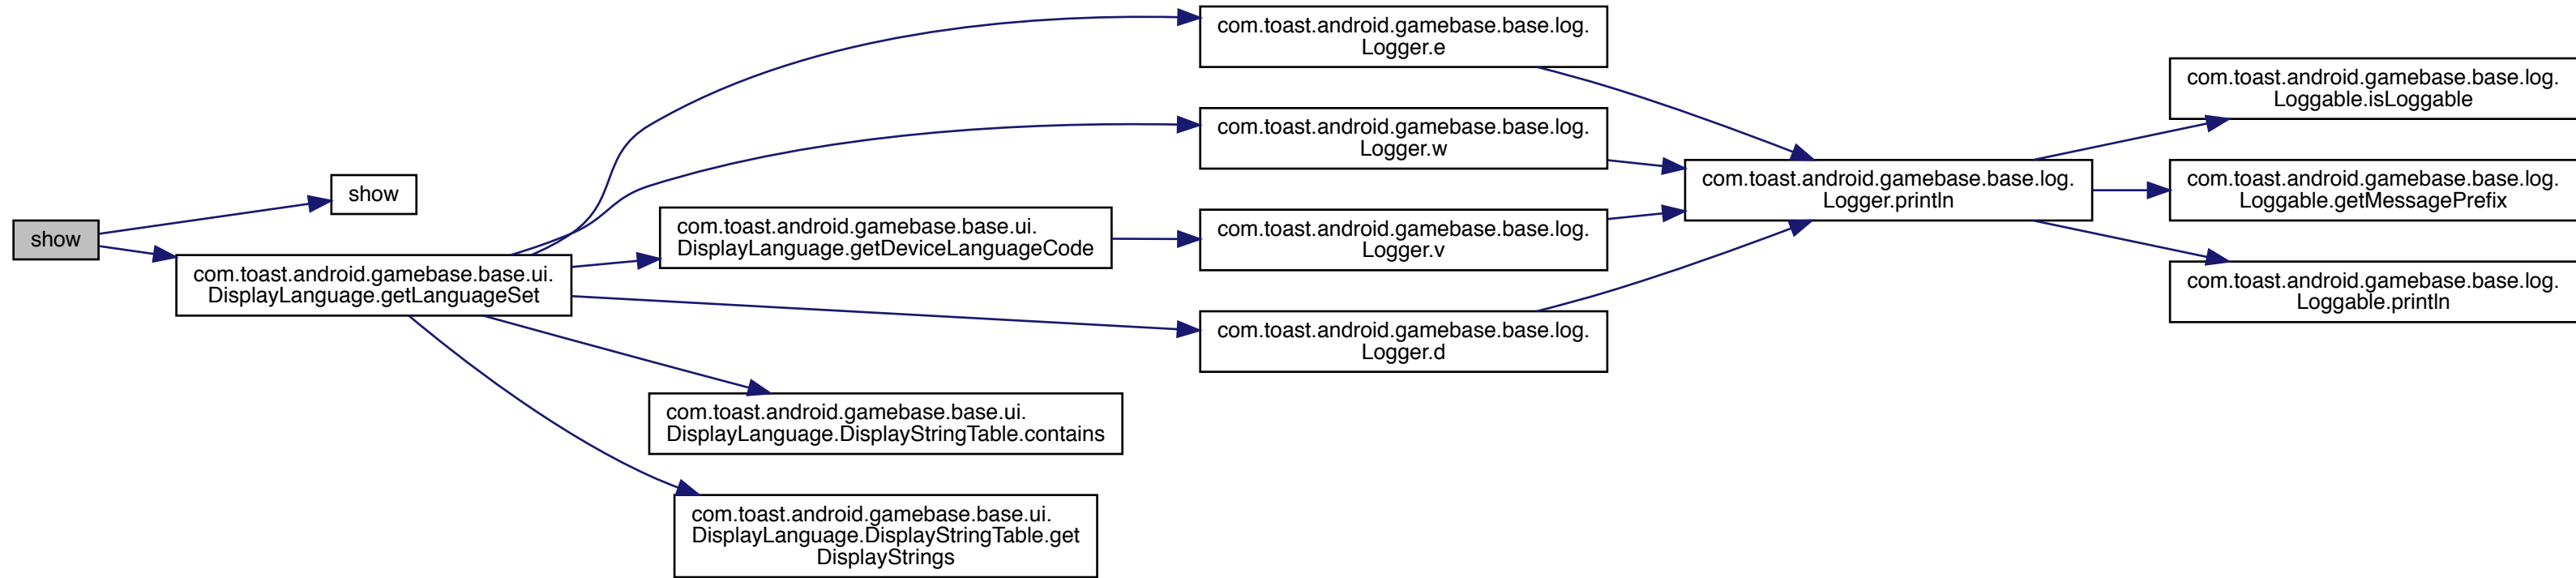 show
show
com.toast.android.gamebase.base.ui.
DisplayLanguage.getLanguageSet
com.toast.android.gamebase.base.log.
Logger.e
com.toast.android.gamebase.base.log.
Logger.w
com.toast.android.gamebase.base.ui.
DisplayLanguage.getDeviceLanguageCode
com.toast.android.gamebase.base.log.
Logger.v
com.toast.android.gamebase.base.log.
Logger.d
com.toast.android.gamebase.base.ui.
DisplayLanguage.DisplayStringTable.contains
com.toast.android.gamebase.base.ui.
DisplayLanguage.DisplayStringTable.get
DisplayStrings
com.toast.android.gamebase.base.log.
Logger.println
com.toast.android.gamebase.base.log.
Loggable.isLoggable
com.toast.android.gamebase.base.log.
Loggable.getMessagePrefix
com.toast.android.gamebase.base.log.
Loggable.println